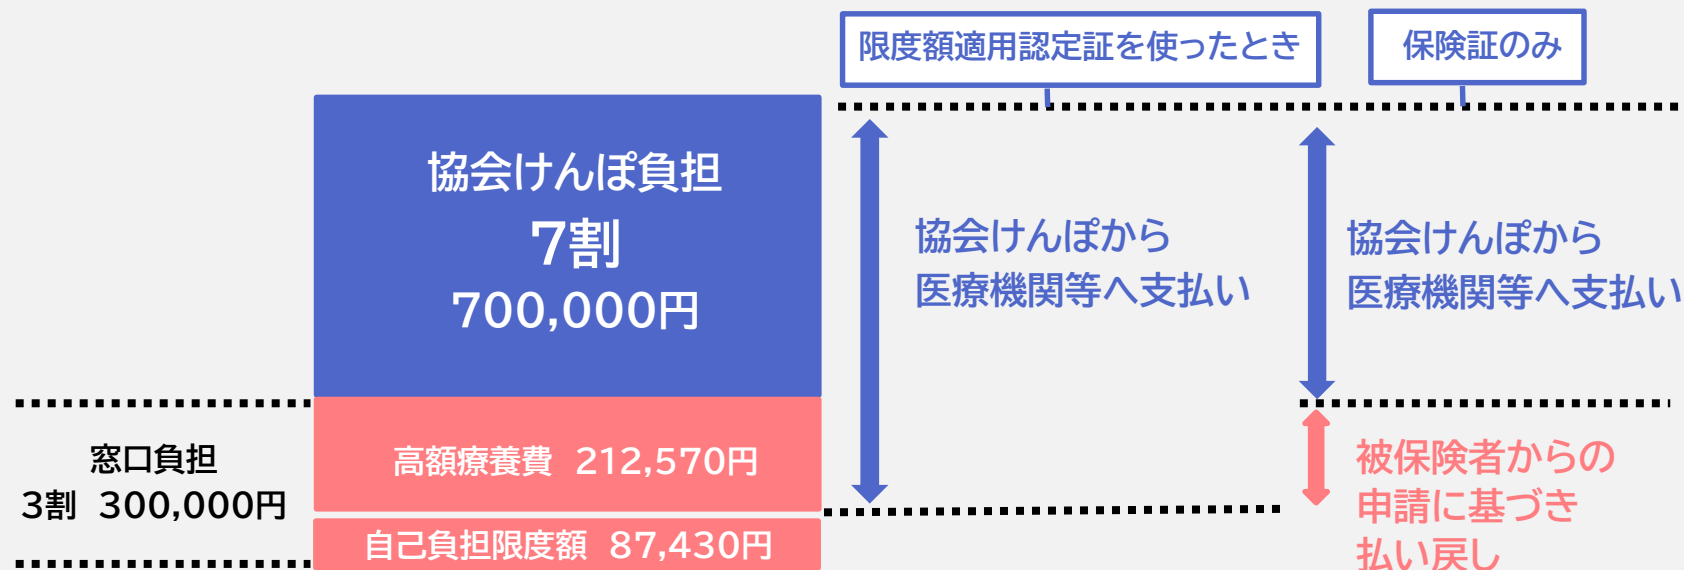 限度額適用認定証を使ったとき
保険証のみ
協会けんぽ負担
7割
700,000円
協会けんぽから
医療機関等へ支払い
協会けんぽから
医療機関等へ支払い
窓口負担
3割 300,000円
高額療養費 212,570円
自己負担限度額 87,430円
被保険者からの
申請に基づき
払い戻し